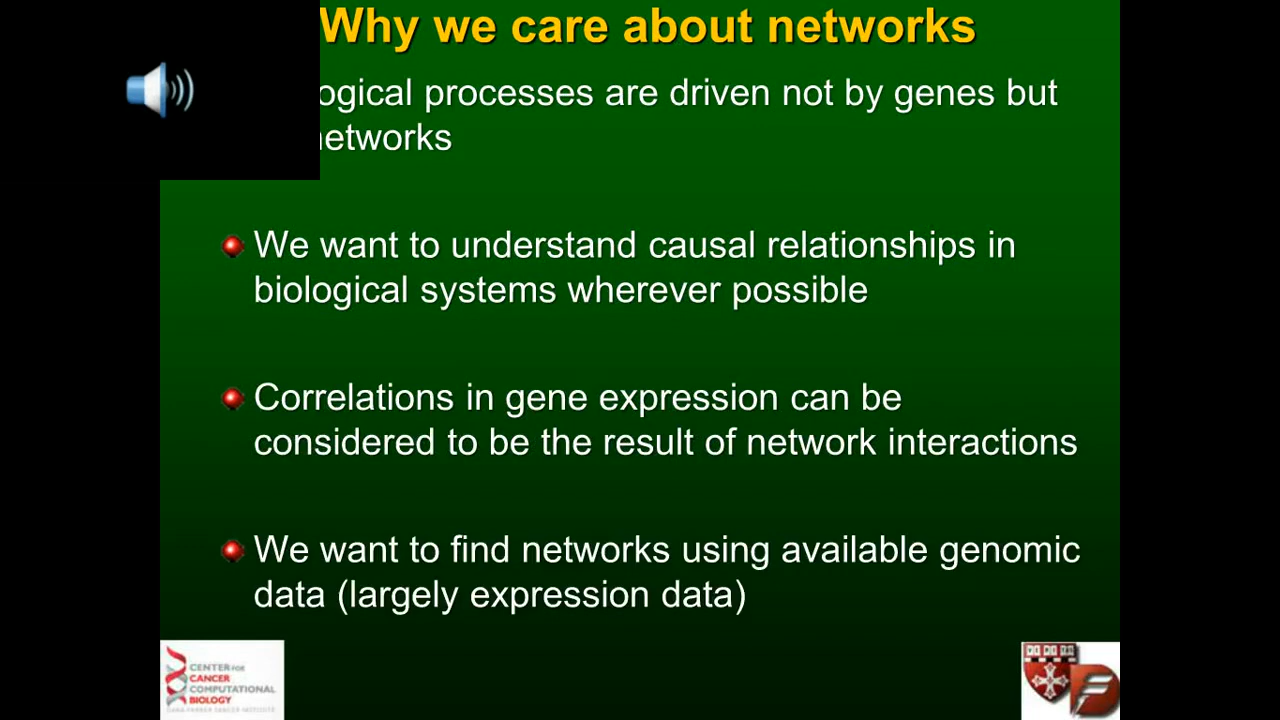 Why we care about networks
ogical processes are driven not by genes but
networks
We want to understand causal relationships in
biological systems wherever possible
Correlations in gene expression can be
considered to be the result of network interactions
We want to find networks using available genomic
data (largely expression data)
CENTER FOR
CANCER
COMPUTATIONAL
BIOLOGY